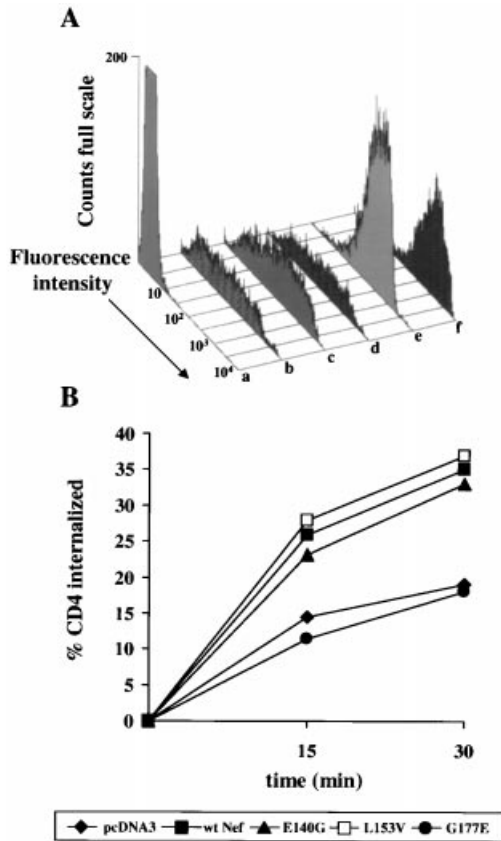 A
200
Counts full scale
Fluorescence
intensity
10
10²
10³
10⁴
a
b
c
d
e
f
B
% CD4 internalized
40
35
30
25
20
15
10
5
0
15
30
time (min)
pcDNA3 wt Nef E140G L153V G177E